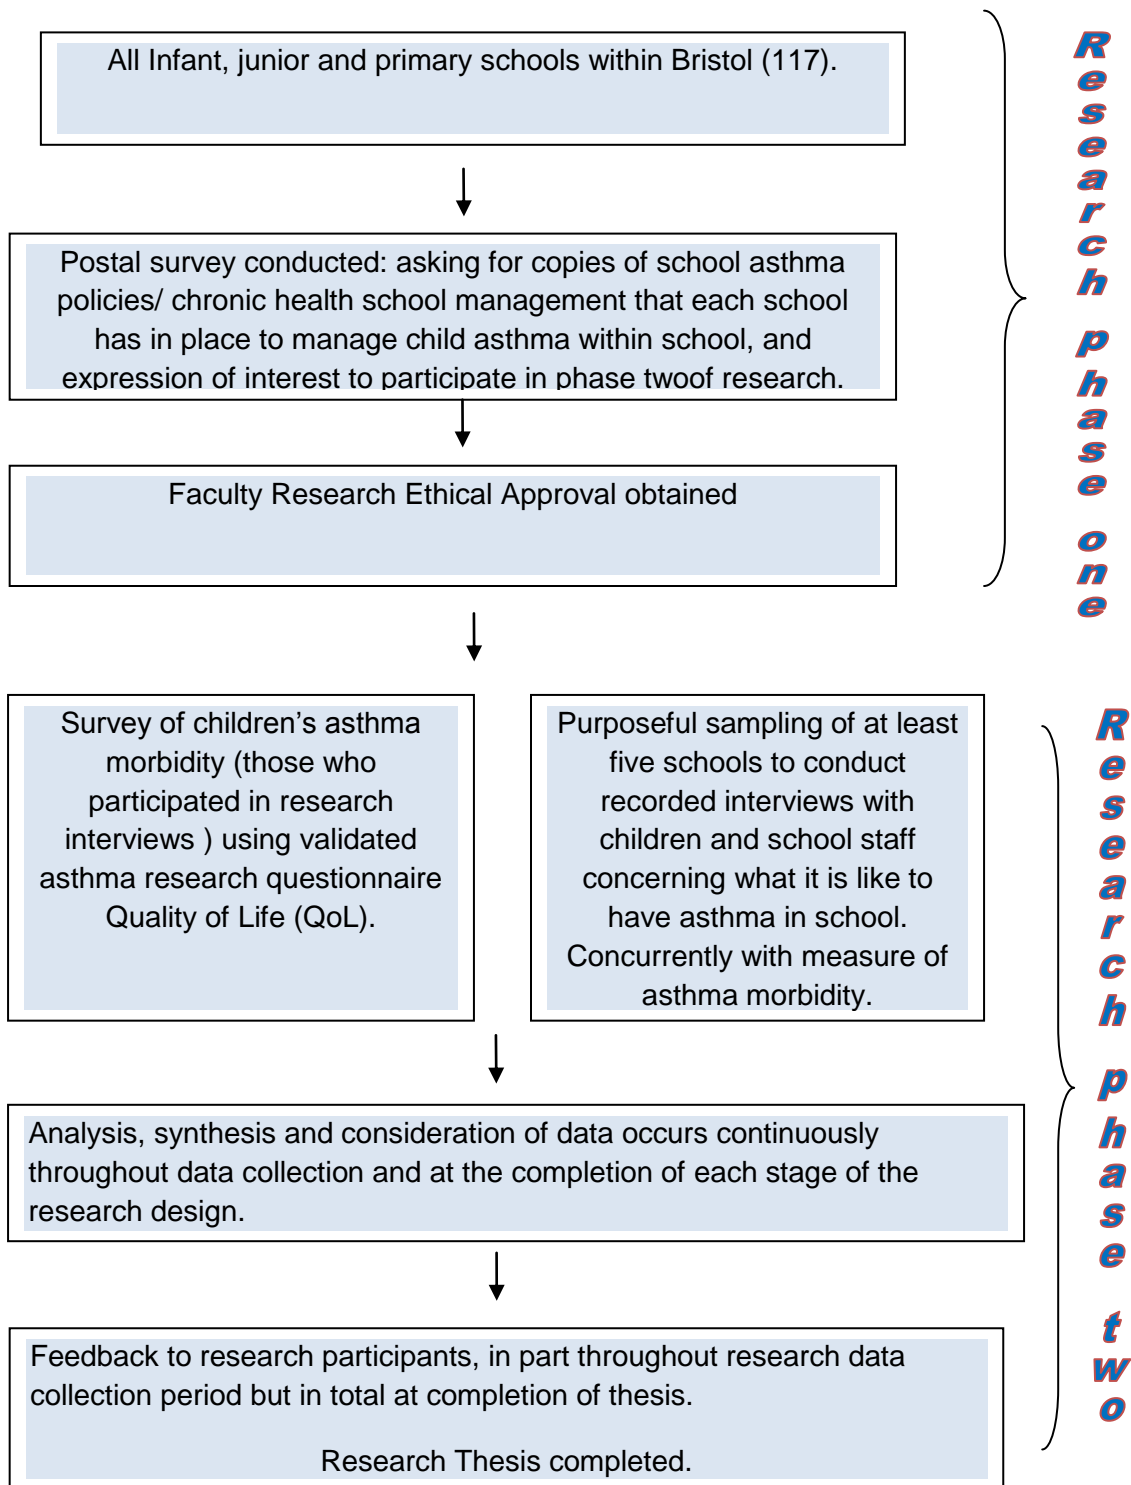 All Infant, junior and primary schools within Bristol (117).
Postal survey conducted: asking for copies of school asthma
policies/ chronic health school management that each school
has in place to manage child asthma within school, and
expression of interest to participate in phase twoof research.
Faculty Research Ethical Approval obtained
Research phase one
Survey of children’s asthma
morbidity (those who
participated in research
interviews ) using validated
asthma research questionnaire
Quality of Life (QoL).
Purposeful sampling of at least
five schools to conduct
recorded interviews with
children and school staff
concerning what it is like to
have asthma in school.
Concurrently with measure of
asthma morbidity.
Analysis, synthesis and consideration of data occurs continuously
throughout data collection and at the completion of each stage of the
research design.
Feedback to research participants, in part throughout research data
collection period but in total at completion of thesis.
Research Thesis completed.
Research phase two